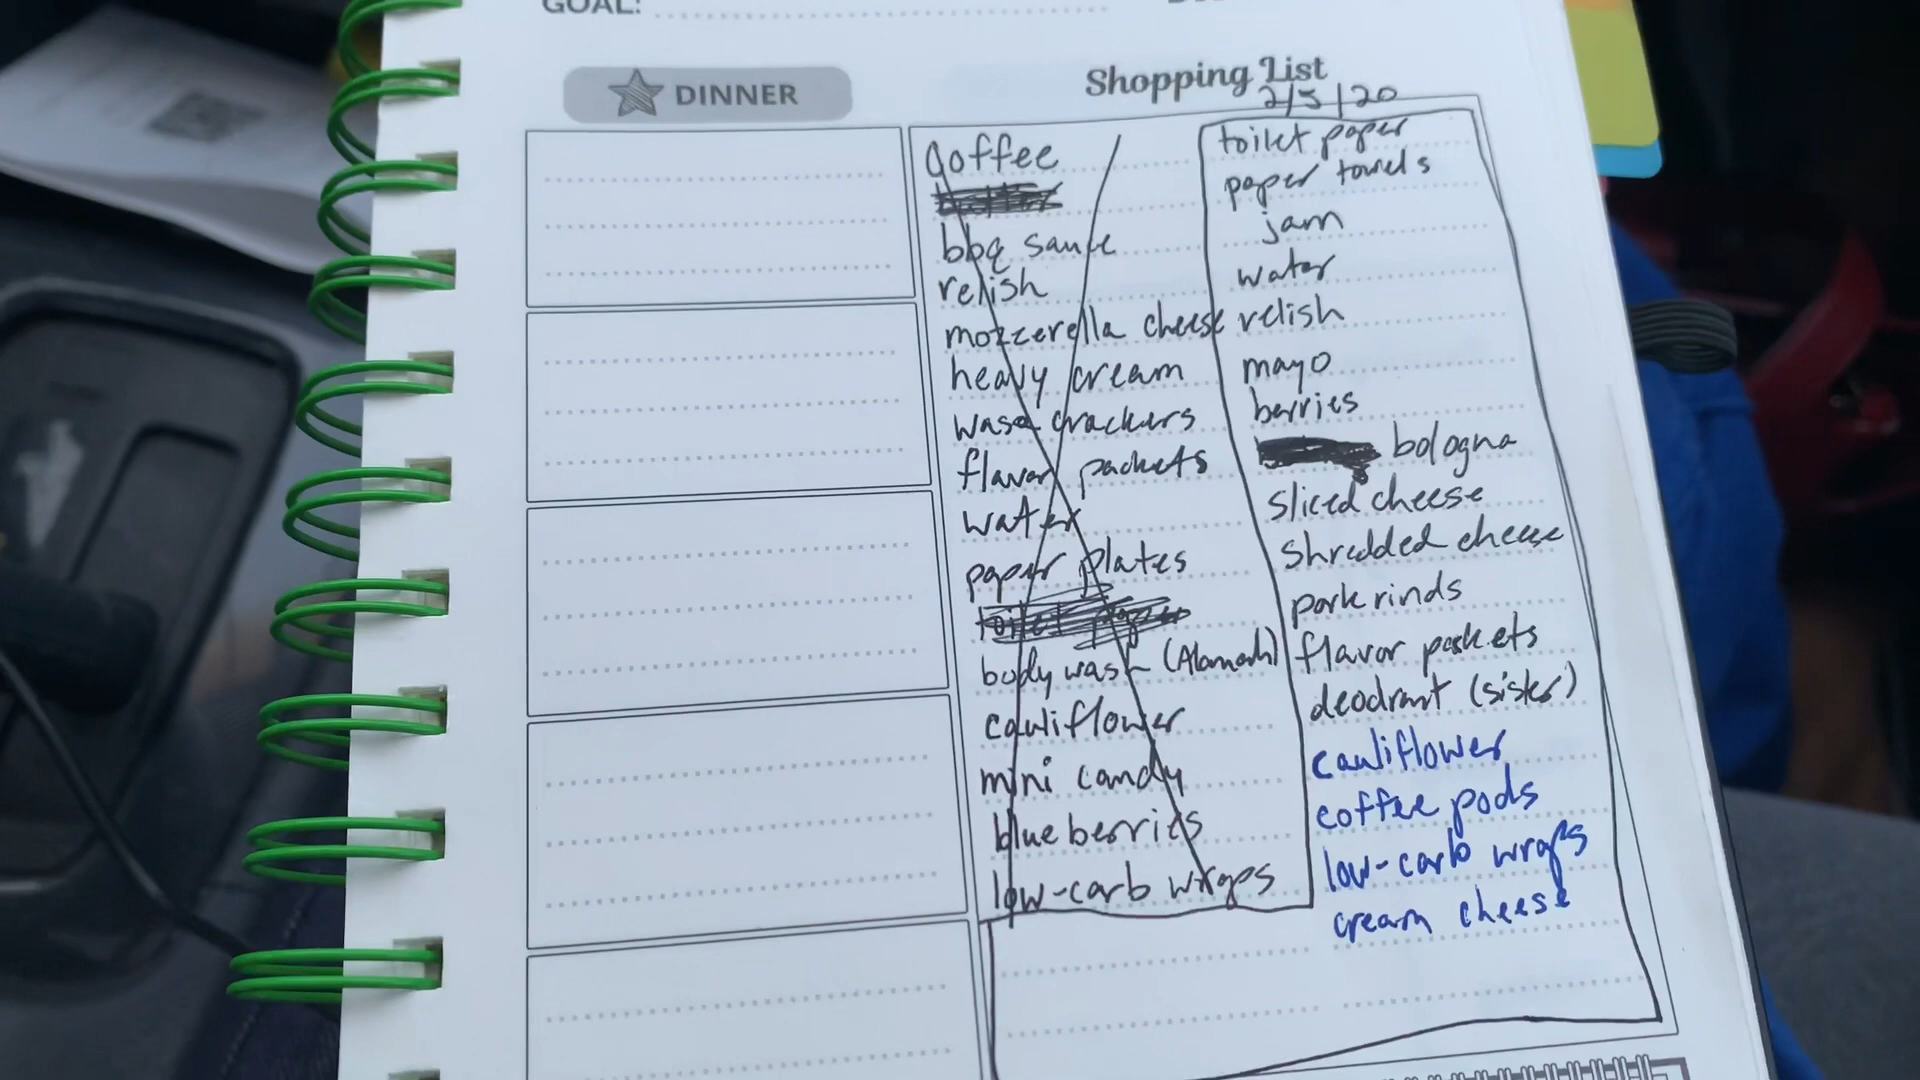 GOAL:
DINNER
Shopping List
2/5/20
Coffee
bbq sauce
relish
mozzerella cheese
heavy cream
wasa crackers
flavor packets
water
paper plates
toilet paper
body wash
cauliflower
mini candy
blueberries
low-carb wraps
toilet paper
paper towels
jam
water
relish
mayo
berries
bologna
sliced cheese
shredded cheese
pork rinds
flavor packets
deodrant (sister)
cauliflower
coffee pods
low-carb wraps
cream cheese